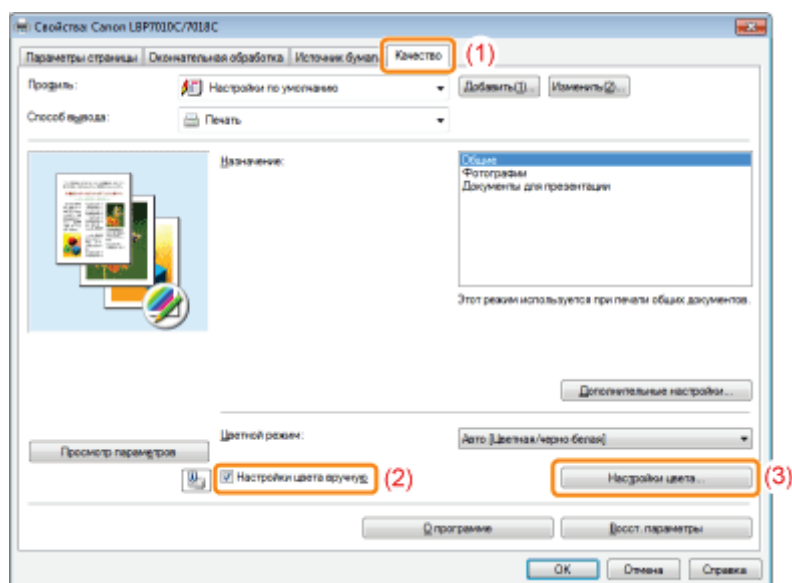 Свойства: Canon LBP7010C/7018C
Параметры страницы Окончательная обработка Источник бумаги Качество (1)
Профиль: Настройки по умолчанию Добавить(1)... Изменить(2)...
Способ вывода: Печать
Назначение:
Общие
Фотографии
Документы для презентации
Этот режим используется при печати общих документов.
Дополнительные настройки...
Цветной режим: Авто [Цветная/черно-белая]
Просмотр параметров
Настройки цвета вручную (2) Настройки цвета... (3)
О программе Восст. параметры
OK Отмена Справка